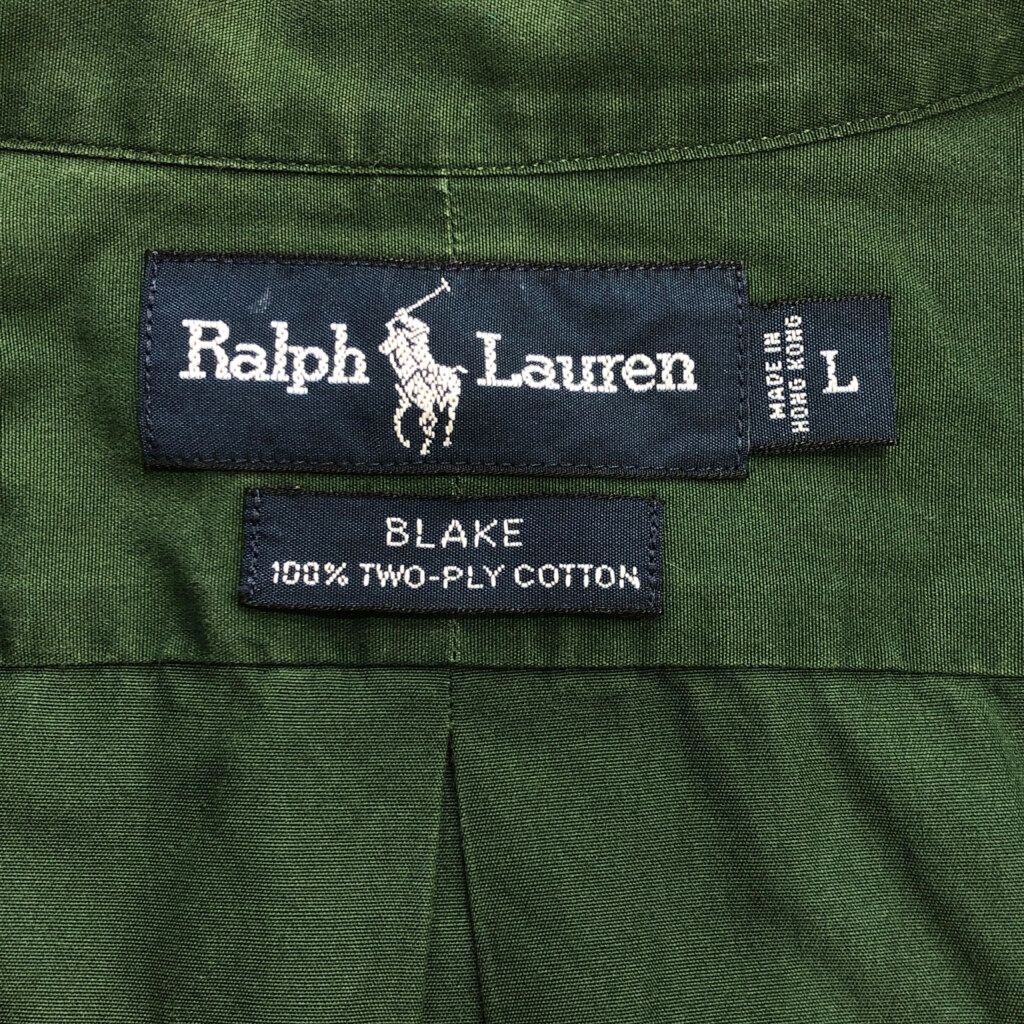 Ralph Lauren
MADE IN
HONG KONG
L
BLAKE
100% TWO-PLY COTTON